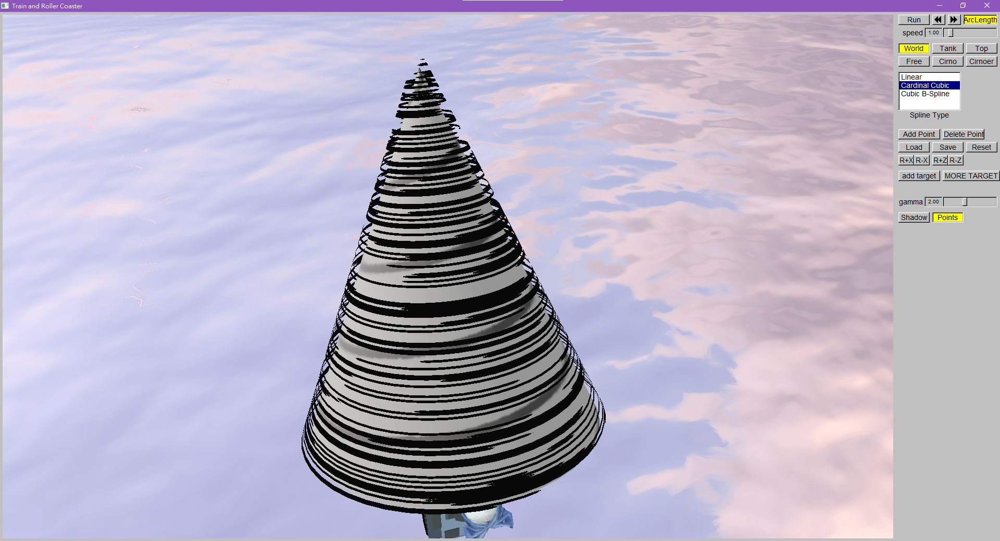 Train and Roller Coaster
Run
ArcLength
speed 1.00
World Tank Top
Free Cirno Cirnoer
Linear
Cardinal Cubic
Cubic B-Spline
Spline Type
Add Point Delete Point
Load Save Reset
R+X R-X R+Z R-Z
add target MORE TARGET
gamma 2.00
Shadow Points